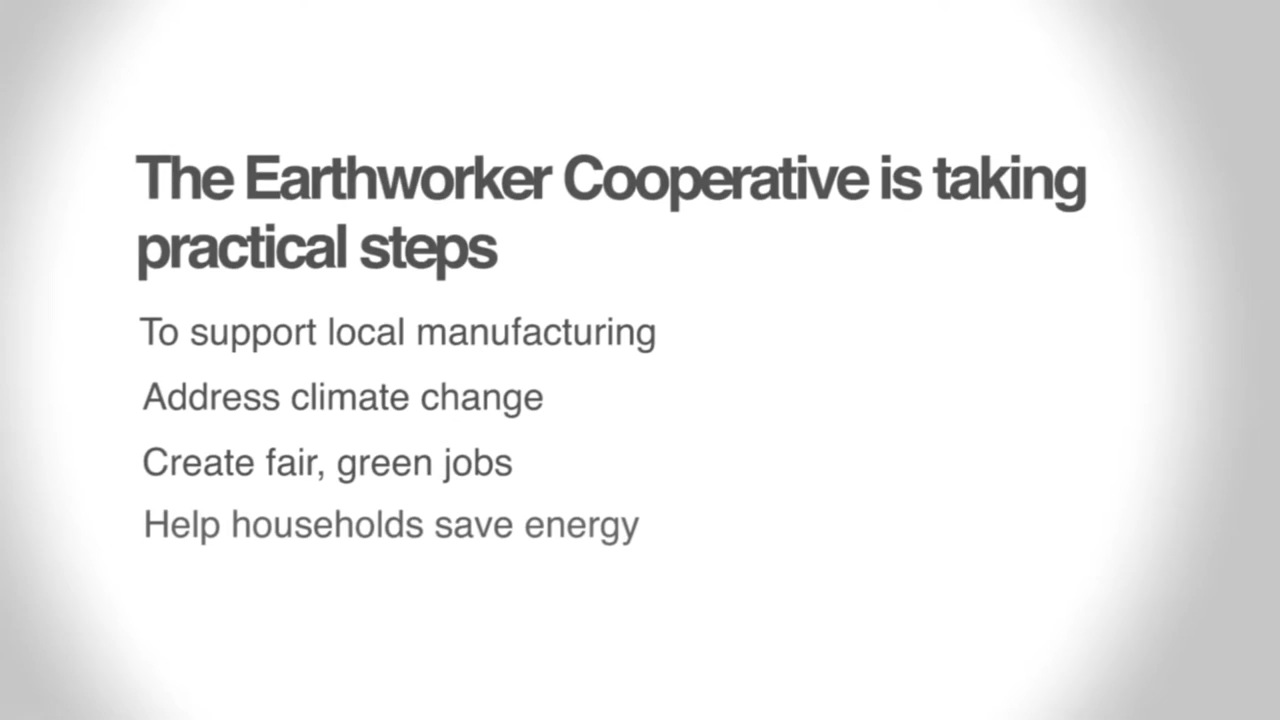 The Earthworker Cooperative is taking
practical steps
To support local manufacturing
Address climate change
Create fair, green jobs
Help households save energy